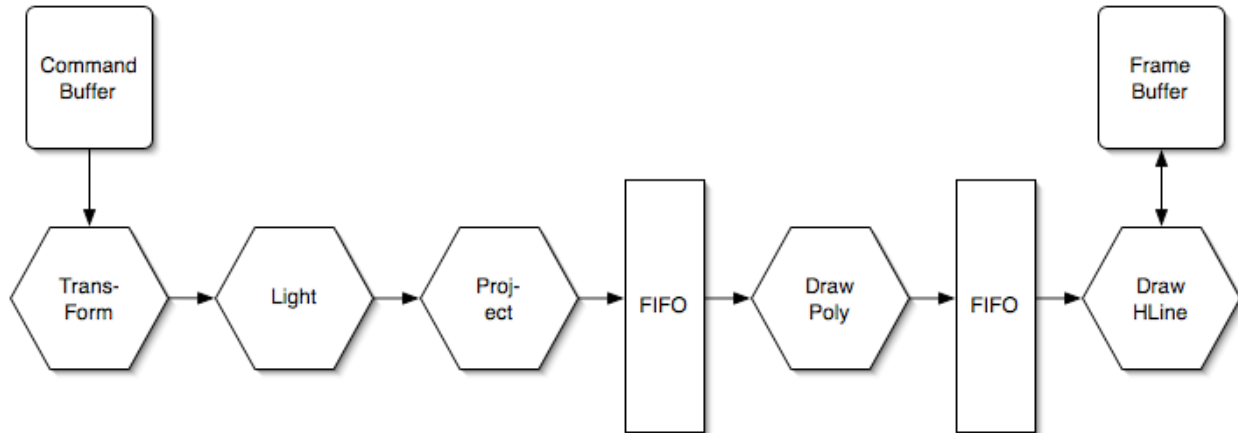 Command
Buffer
Frame
Buffer
Trans-
Form
Light
Proj-
ect
FIFO
Draw
Poly
FIFO
Draw
HLine